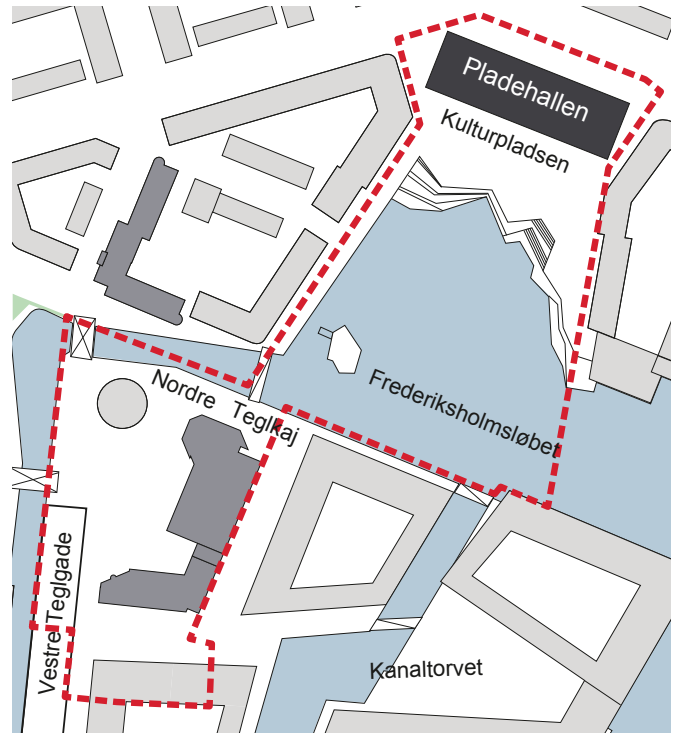 Pladehallen
Kulturpladsen
Frederiksholmsløbet
Nordre Teglkaj
Vestre Teglgade
Kanaltorvet